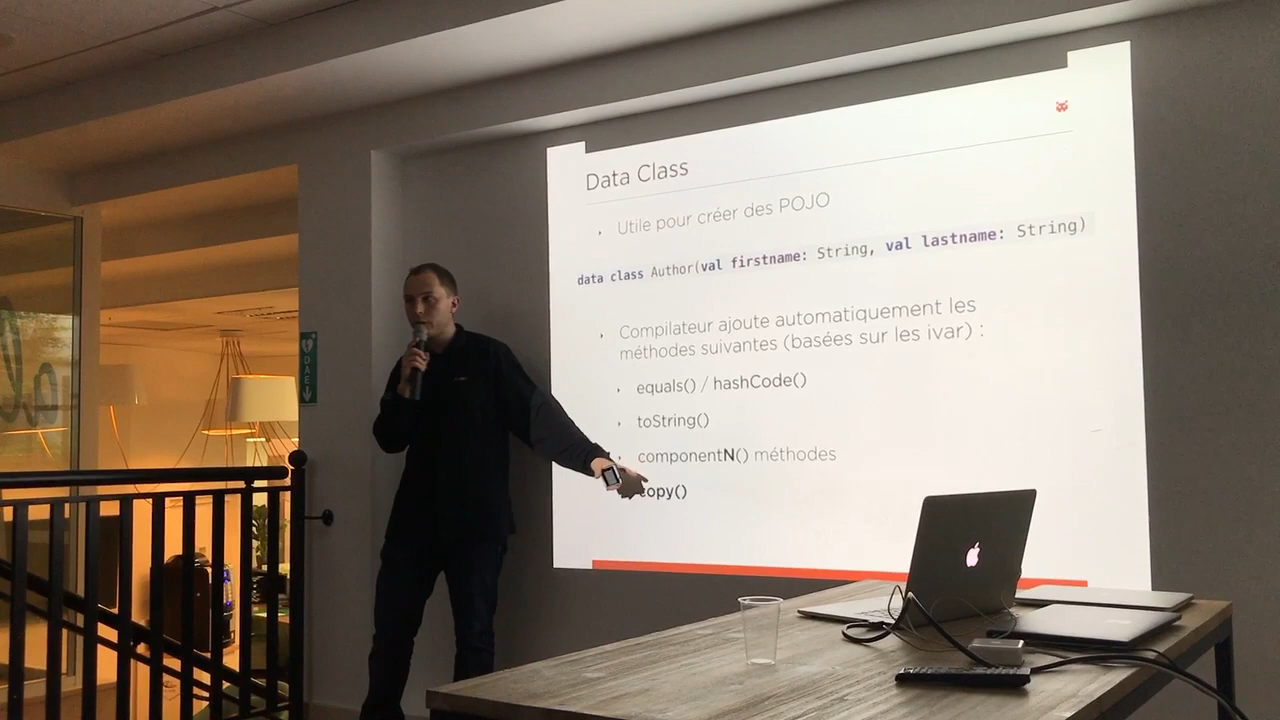 Data Class
Utile pour créer des POJO
data class Author(val firstname: String, val lastname: String)
Compilateur ajoute automatiquement les
méthodes suivantes (basées sur les ivar) :
equals() / hashCode()
toString()
componentN() méthodes
copy()
DAE